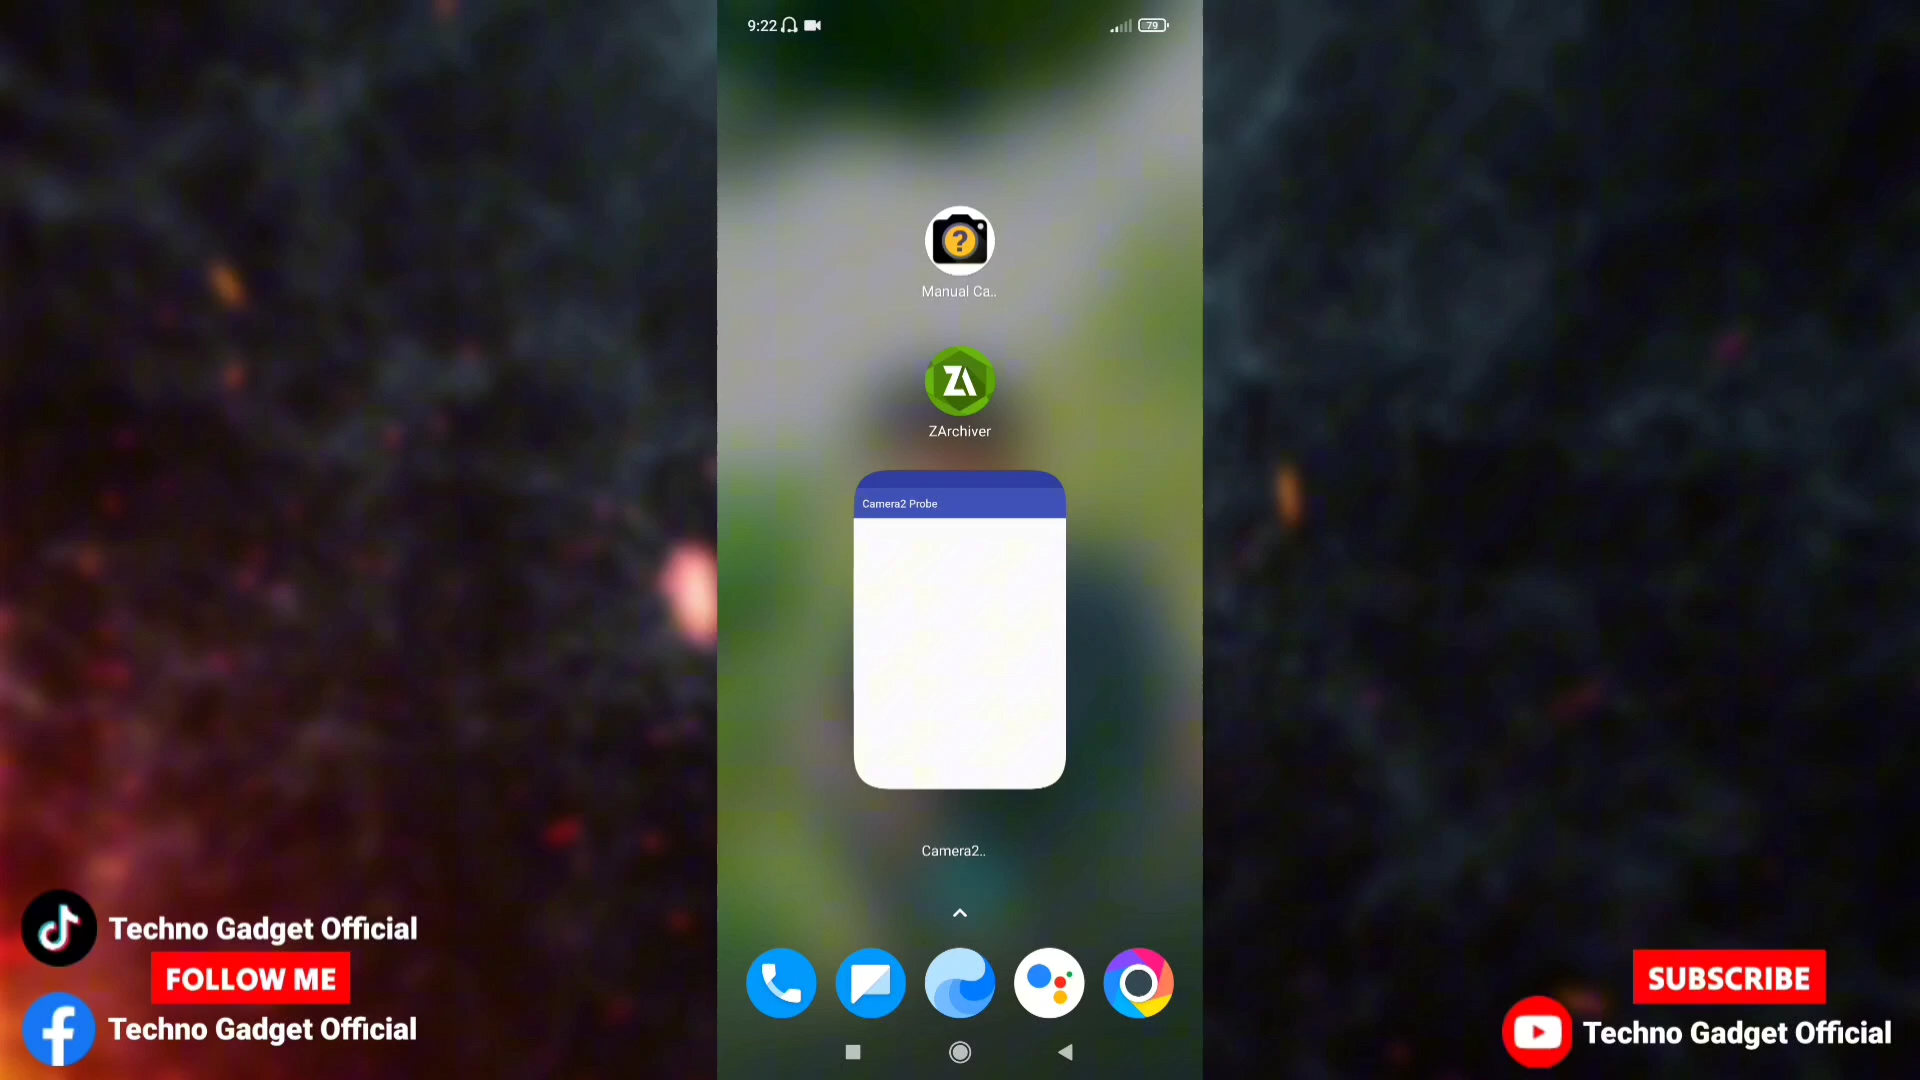 9:22
79
?
Manual Ca..
ZA
ZArchiver
Camera2 Probe
Camera2..
Techno Gadget Official
FOLLOW ME
Techno Gadget Official
SUBSCRIBE
Techno Gadget Official